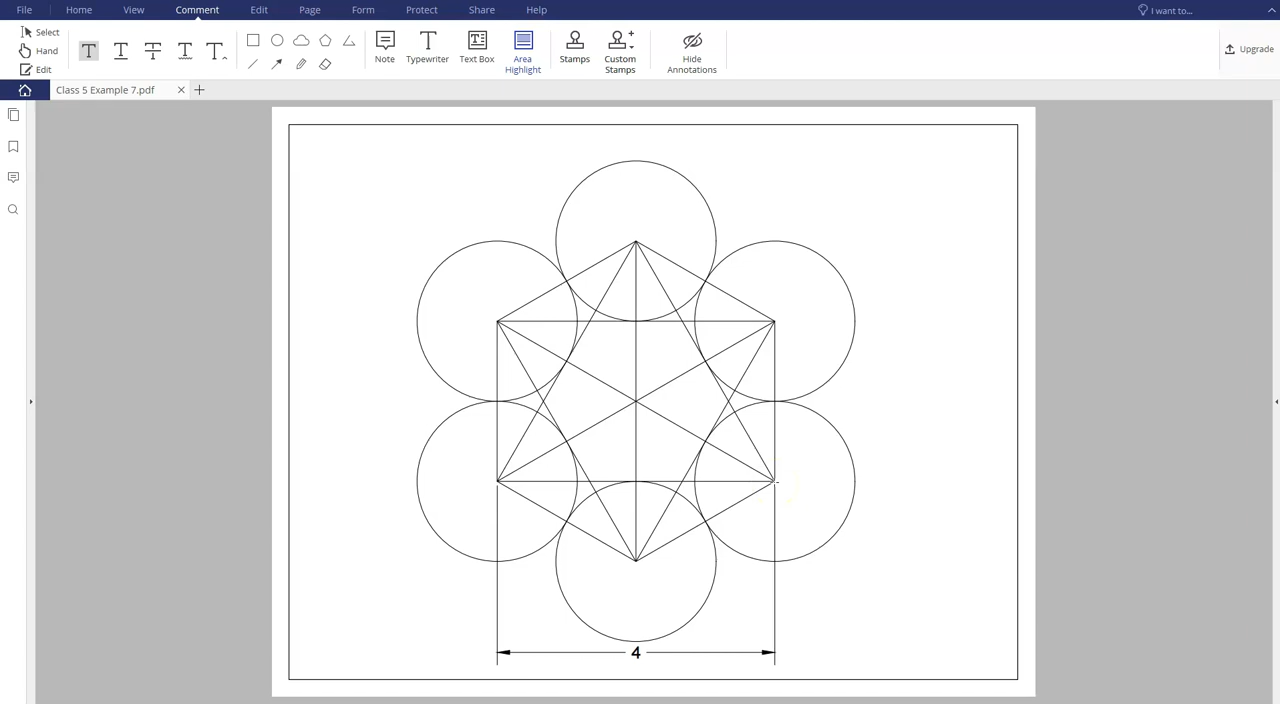 File Home View Comment Edit Page Form Protect Share Help I want to...
Select
Hand
Edit
Note Typewriter Text Box Area Highlight Stamps Custom Stamps Hide Annotations Upgrade
Class 5 Example 7.pdf
4